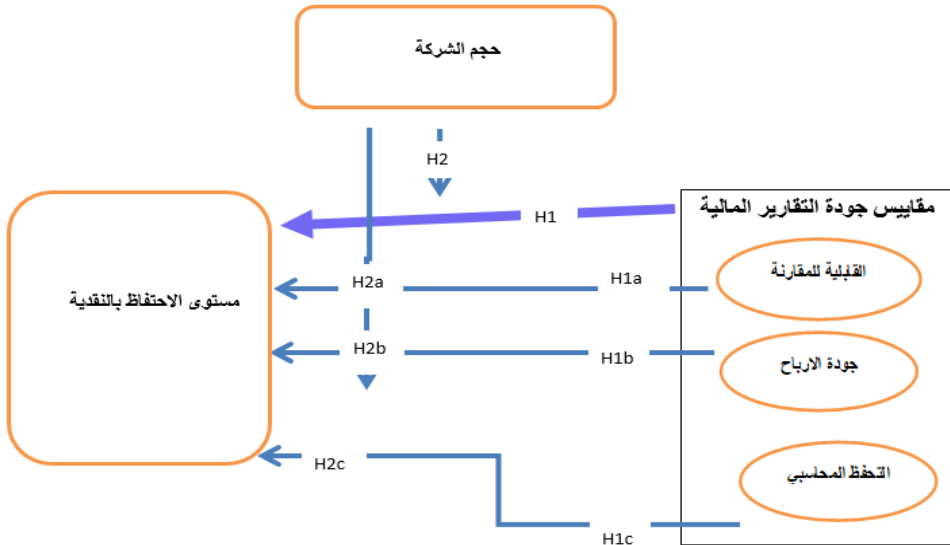 حجم الشركة
H2
مقاييس جودة التقارير المالية
H1
القابلية للمقارنة
H1a
H2a
مستوى الاحتفاظ بالنقدية
جودة الارباح
H1b
H2b
التحفظ المحاسبي
H2c
H1c